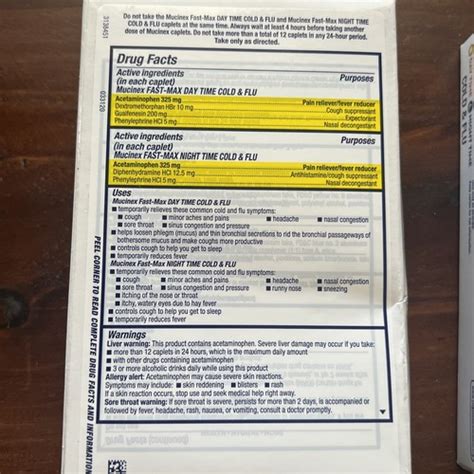 Do not take the Mucinex Fast-Max DAY TIME COLD & FLU and Mucinex Fast-Max NIGHT TIME
COLD & FLU caplets at the same time. Always wait at least 4 hours before taking another
dose of Mucinex caplets. Do not take more than a total of 12 caplets in any 24-hour period.
Take only as directed.
3136451
033120
Drug Facts
Active ingredients Purposes
(in each caplet)
Mucinex FAST-MAX DAY TIME COLD & FLU
Acetaminophen 325 mg Pain reliever/fever reducer
Dextromethorphan HBr 10 mg Cough suppressant
Guaifenesin 200 mg Expectorant
Phenylephrine HCl 5 mg Nasal decongestant
Active ingredients Purposes
(in each caplet)
Mucinex FAST-MAX NIGHT TIME COLD & FLU
Acetaminophen 325 mg Pain reliever/fever reducer
Diphenhydramine HCl 12.5 mg Antihistamine/cough suppressant
Phenylephrine HCl 5 mg Nasal decongestant
Uses
Mucinex Fast-Max DAY TIME COLD & FLU
■ temporarily relieves these common cold and flu symptoms:
■ cough ■ minor aches and pains ■ headache ■ nasal congestion
■ sore throat ■ sinus congestion and pressure
■ helps loosen phlegm (mucus) and thin bronchial secretions to rid the bronchial passageways of
bothersome mucus and make coughs more productive
■ controls cough to help you get to sleep
■ temporarily reduces fever
Mucinex Fast-Max NIGHT TIME COLD & FLU
■ temporarily relieves these common cold and flu symptoms:
■ cough ■ minor aches and pains ■ headache ■ nasal congestion
■ sore throat ■ sinus congestion and pressure ■ runny nose ■ sneezing
■ itching of the nose or throat
■ itchy, watery eyes due to hay fever
■ controls cough to help you get to sleep
■ temporarily reduces fever
Warnings
Liver warning: This product contains acetaminophen. Severe liver damage may occur if you take:
■ more than 12 caplets in 24 hours, which is the maximum daily amount
■ with other drugs containing acetaminophen
■ 3 or more alcoholic drinks daily while using this product
Allergy alert: Acetaminophen may cause severe skin reactions.
Symptoms may include: ■ skin reddening ■ blisters ■ rash
If a skin reaction occurs, stop use and seek medical help right away.
Sore throat warning: If sore throat is severe, persists for more than 2 days, is accompanied or
followed by fever, headache, rash, nausea, or vomiting, consult a doctor promptly.
PEEL CORNER TO READ COMPLETE DRUG FACTS AND INFORMATION